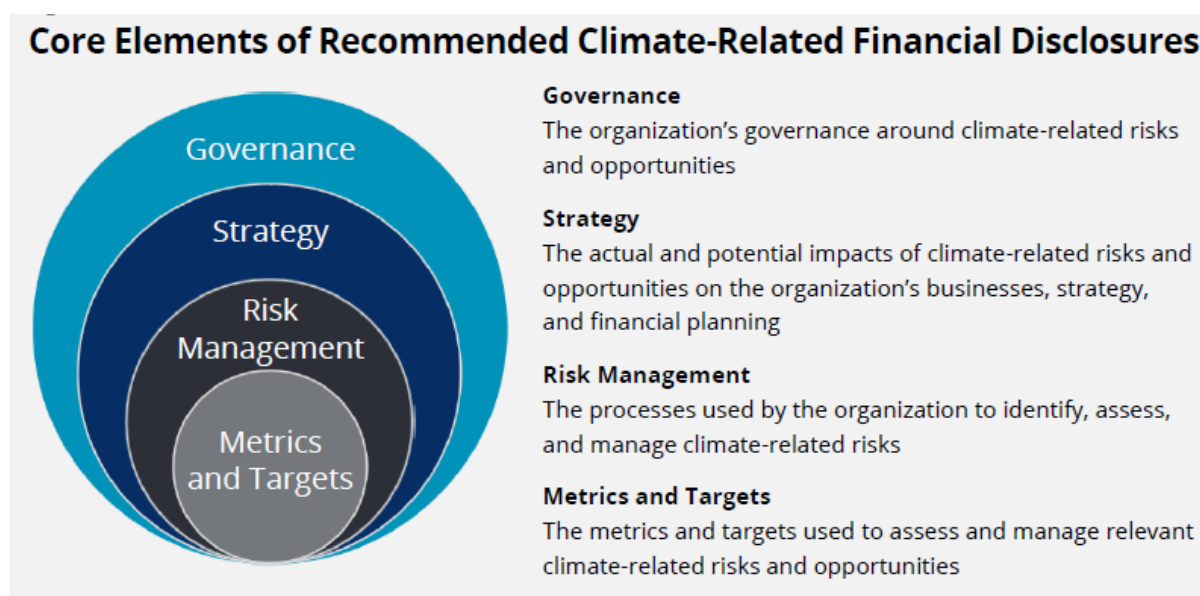 Core Elements of Recommended Climate-Related Financial Disclosures
Governance
Strategy
Risk
Management
Metrics
and Targets
Governance
The organization’s governance around climate-related risks
and opportunities
Strategy
The actual and potential impacts of climate-related risks and
opportunities on the organization’s businesses, strategy,
and financial planning
Risk Management
The processes used by the organization to identify, assess,
and manage climate-related risks
Metrics and Targets
The metrics and targets used to assess and manage relevant
climate-related risks and opportunities